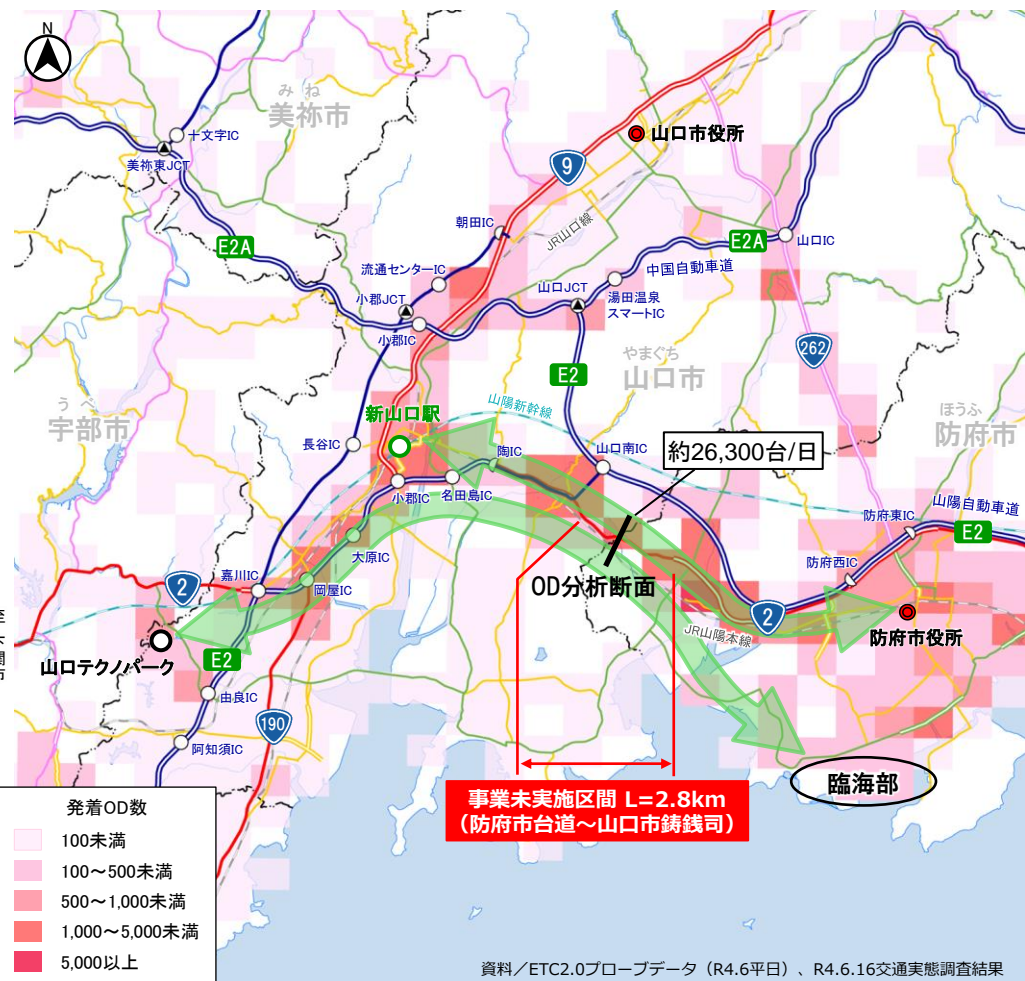 N
みね
美祢市
十文字IC
美祢東JCT
山口市役所
9
JR山口線
朝田IC
E2A
E2A
山口IC
流通センターIC
中国自動車道
小郡JCT
山口JCT
湯田温泉
スマートIC
小郡IC
262
やまぐち
山口市
E2
うべ
宇部市
ほうふ
防府市
新山口駅
山陽新幹線
長谷IC
陶IC
山口南IC
約26,300台/日
小郡IC
名田島IC
山陽自動車道
防府東IC
E2
大原IC
防府西IC
OD分析断面
嘉川IC
2
岡屋IC
2
至 下関市
JR山陽本線
防府市役所
山口テクノパーク
E2
由良IC
190
阿知須IC
臨海部
事業未実施区間 L=2.8km
（防府市台道～山口市鋳銭司）
発着OD数
100未満
100～500未満
500～1,000未満
1,000～5,000未満
5,000以上
資料／ETC2.0プローブデータ（R4.6平日）、R4.6.16交通実態調査結果